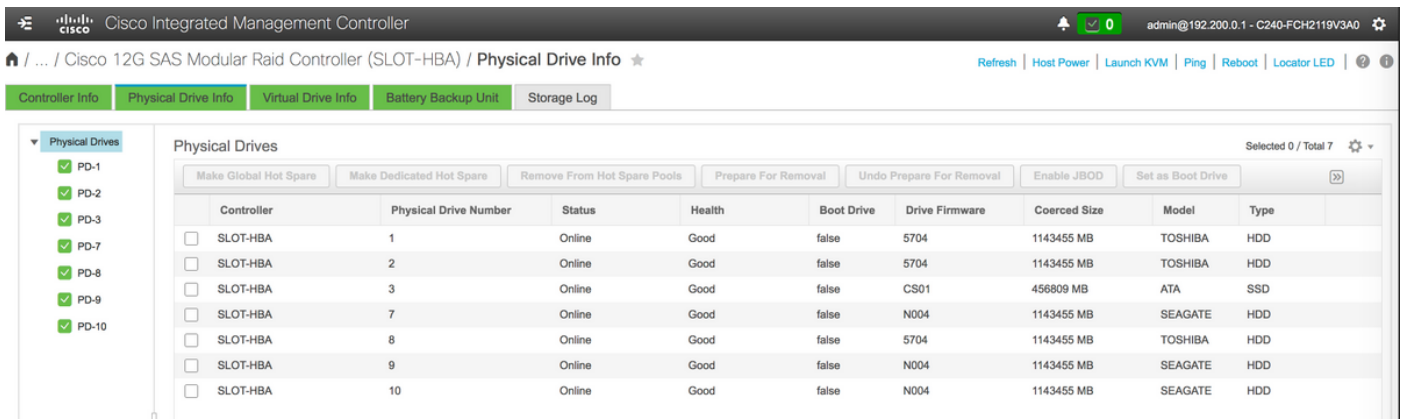 cisco Cisco Integrated Management Controller 0 admin@192.200.0.1 - C240-FCH2119V3A0
/ ... / Cisco 12G SAS Modular Raid Controller (SLOT-HBA) / Physical Drive Info ★ Refresh | Host Power | Launch KVM | Ping | Reboot | Locator LED | ? i
Controller Info Physical Drive Info Virtual Drive Info Battery Backup Unit Storage Log
Physical Drives
PD-1
PD-2
PD-3
PD-7
PD-8
PD-9
PD-10
Physical Drives Selected 0 / Total 7
Make Global Hot Spare Make Dedicated Hot Spare Remove From Hot Spare Pools Prepare For Removal Undo Prepare For Removal Enable JBOD Set as Boot Drive
Controller Physical Drive Number Status Health Boot Drive Drive Firmware Coerced Size Model Type
SLOT-HBA 1 Online Good false 5704 1143455 MB TOSHIBA HDD
SLOT-HBA 2 Online Good false 5704 1143455 MB TOSHIBA HDD
SLOT-HBA 3 Online Good false CS01 456809 MB ATA SSD
SLOT-HBA 7 Online Good false N004 1143455 MB SEAGATE HDD
SLOT-HBA 8 Online Good false 5704 1143455 MB TOSHIBA HDD
SLOT-HBA 9 Online Good false N004 1143455 MB SEAGATE HDD
SLOT-HBA 10 Online Good false N004 1143455 MB SEAGATE HDD